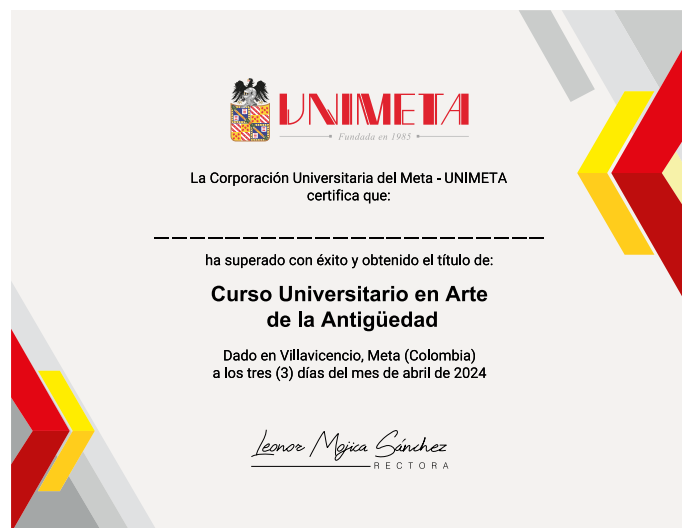 UNIMETA
Fundada en 1985
La Corporación Universitaria del Meta - UNIMETA
certifica que:
ha superado con éxito y obtenido el título de:
Curso Universitario en Arte
de la Antigüedad
Dado en Villavicencio, Meta (Colombia)
a los tres (3) días del mes de abril de 2024
Leonor Mojica Sánchez
RECTORA